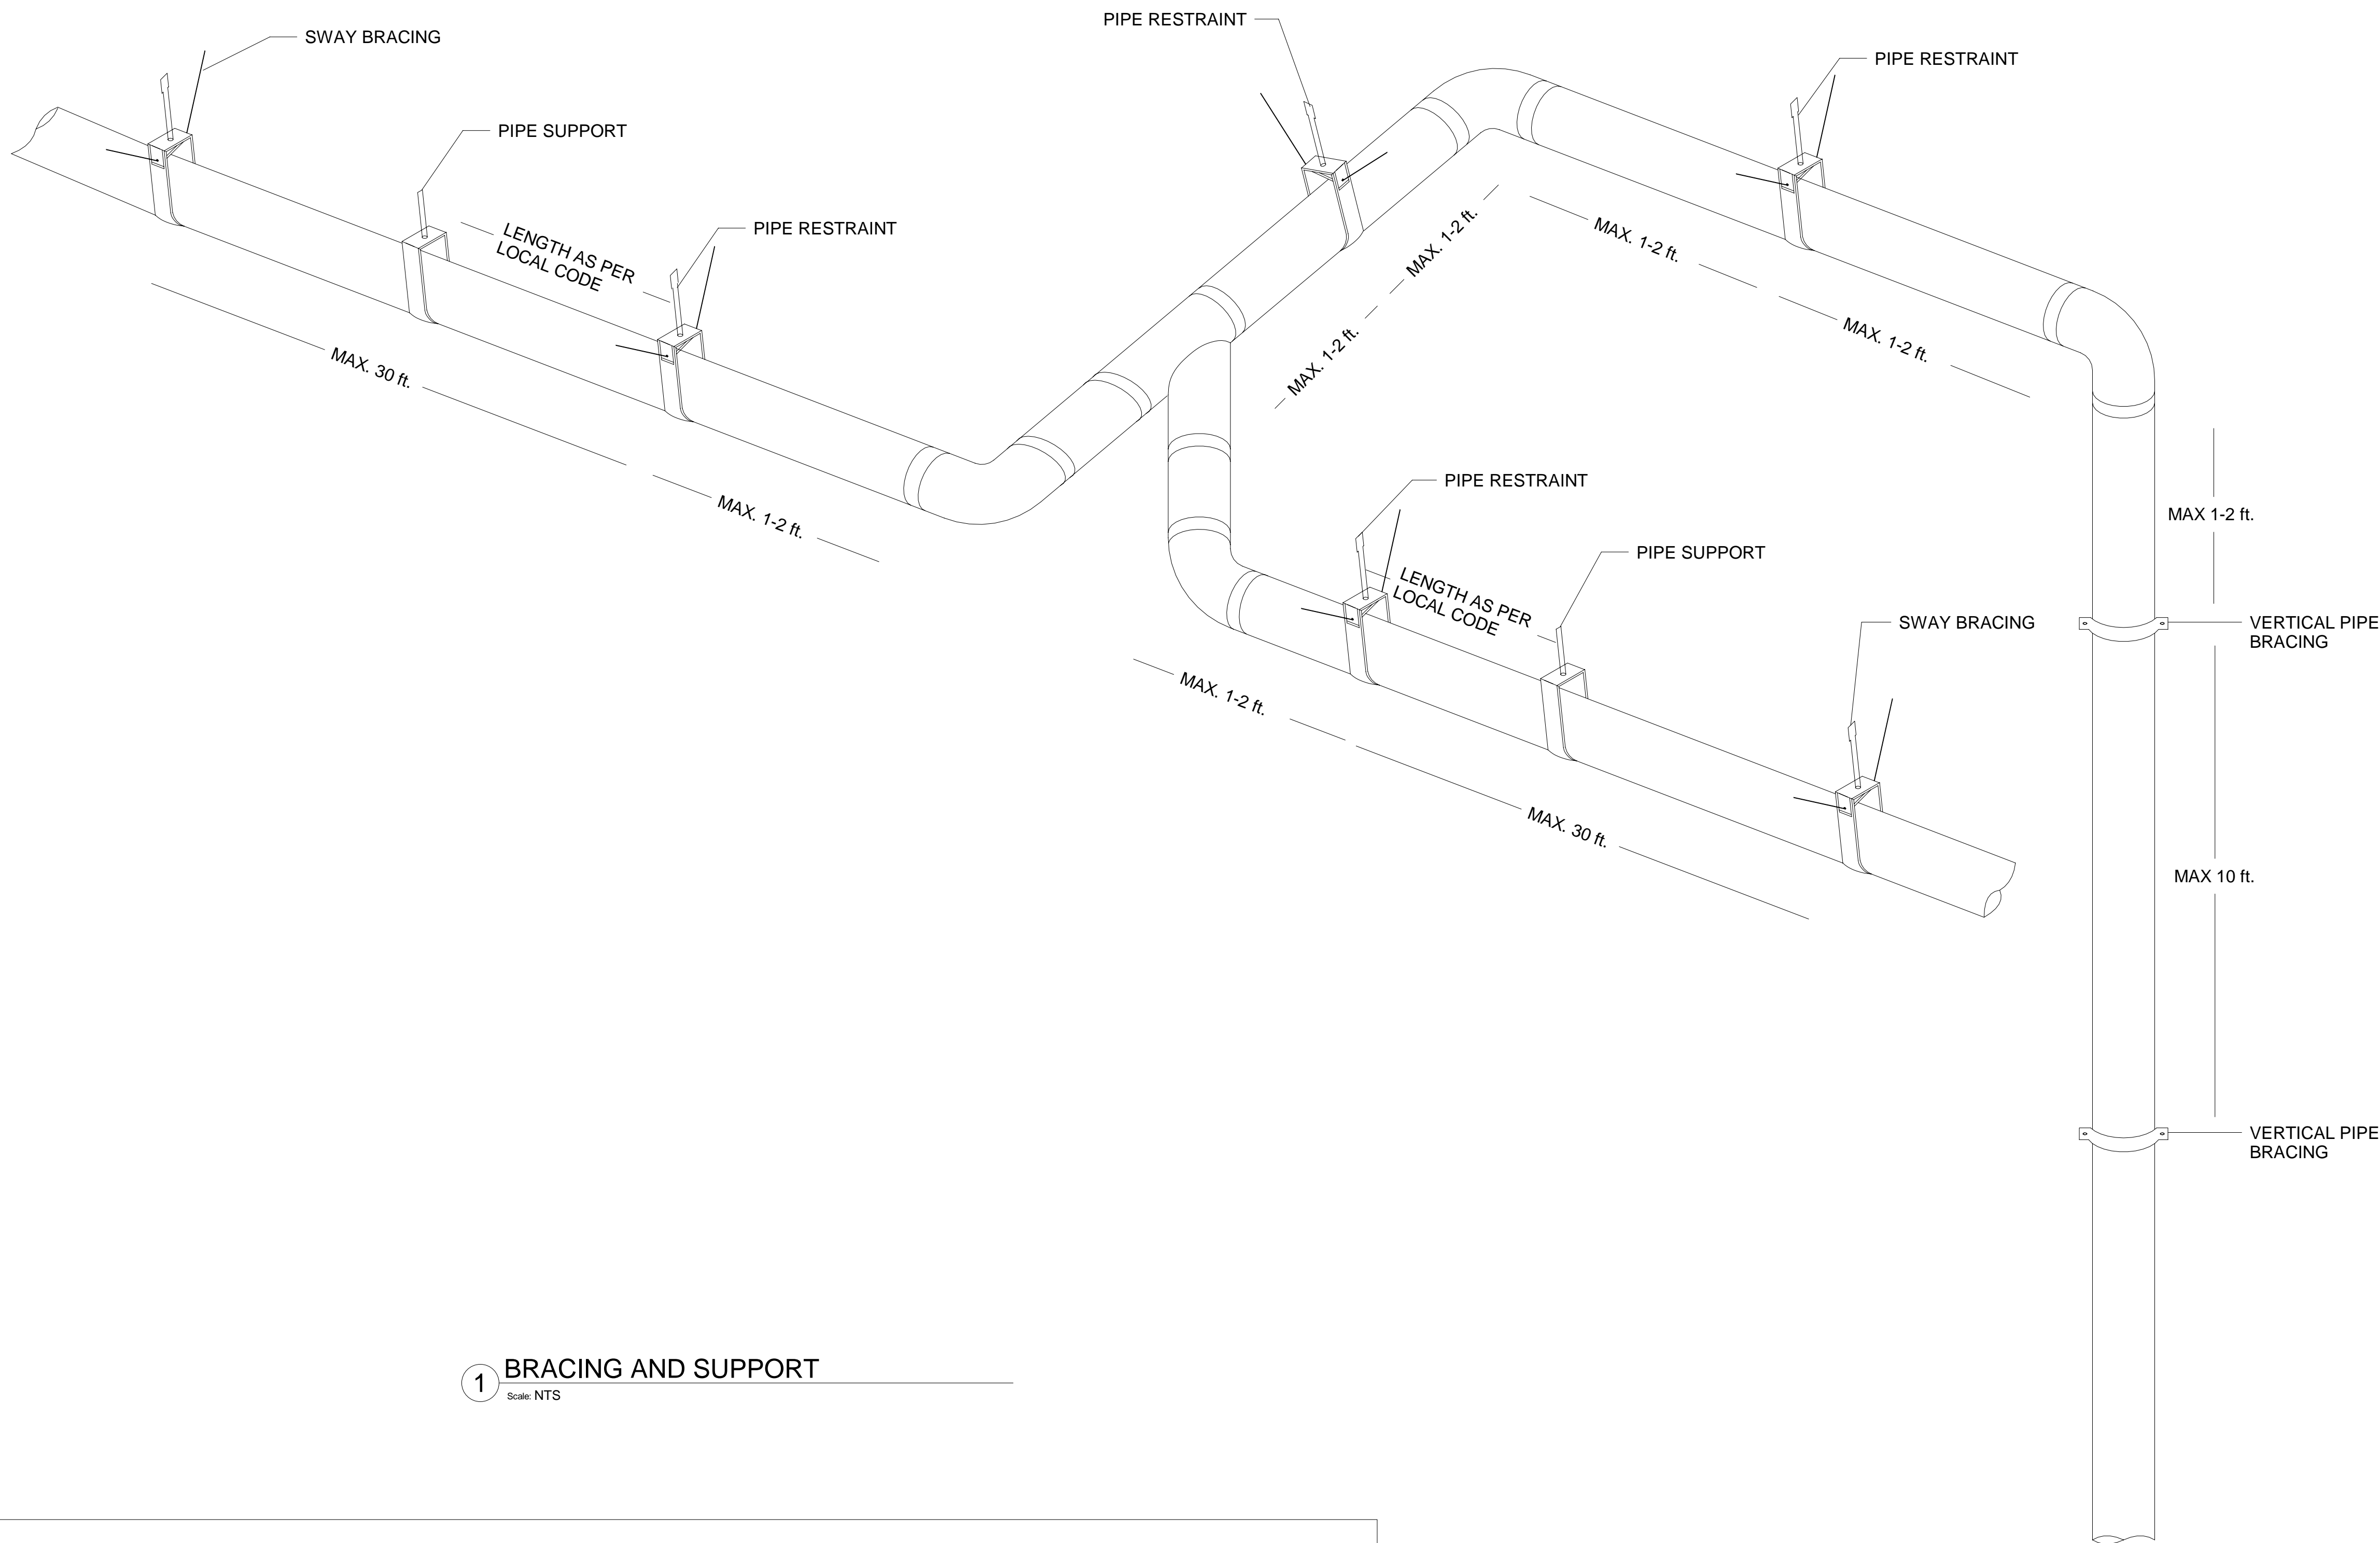 PIPE RESTRAINT
SWAY BRACING
PIPE RESTRAINT
PIPE SUPPORT
PIPE RESTRAINT
LENGTH AS PER
LOCAL CODE
MAX. 1-2 ft.
MAX. 1-2 ft.
MAX. 1-2 ft.
MAX. 1-2 ft.
MAX. 30 ft.
MAX. 1-2 ft.
PIPE RESTRAINT
MAX 1-2 ft.
PIPE SUPPORT
LENGTH AS PER
LOCAL CODE
SWAY BRACING
VERTICAL PIPE
BRACING
MAX. 1-2 ft.
MAX. 30 ft.
MAX 10 ft.
VERTICAL PIPE
BRACING
1 BRACING AND SUPPORT
Scale: NTS